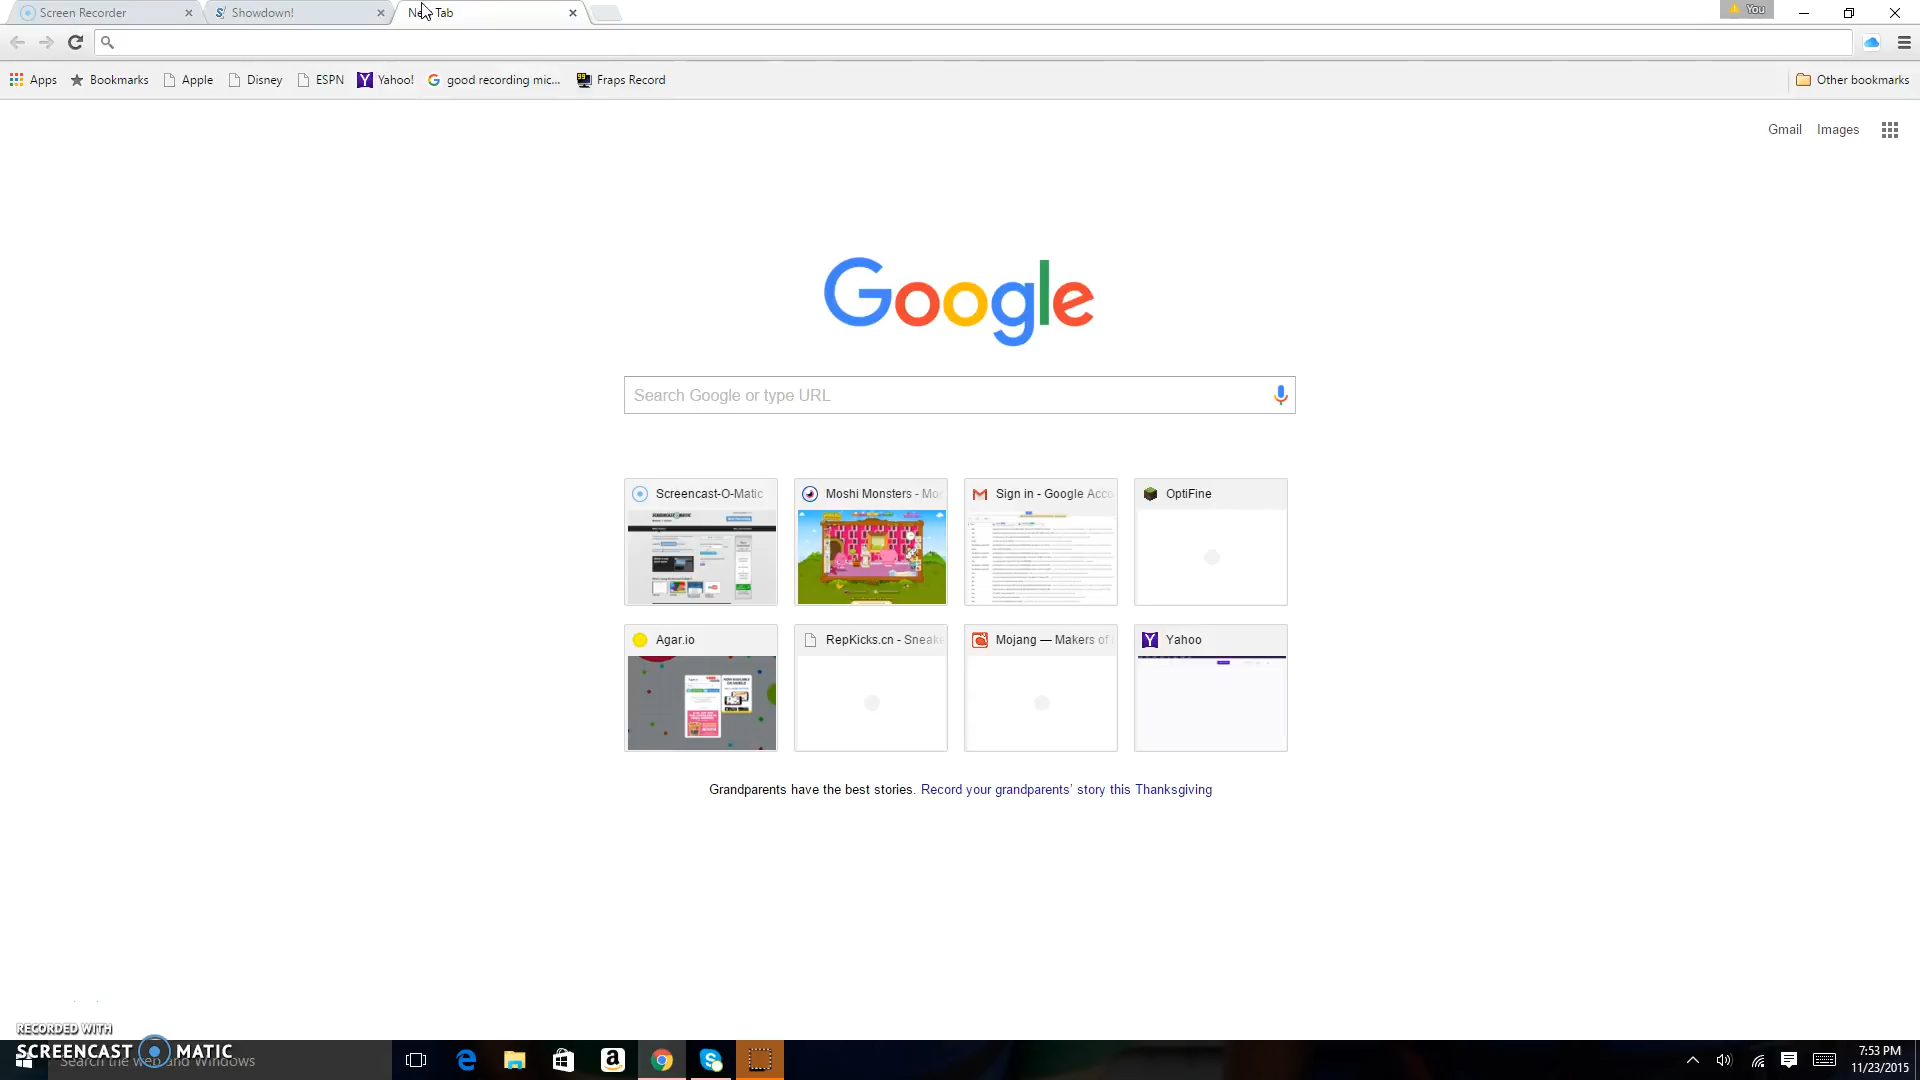 Screen Recorder
Showdown!
New Tab
You
Apps
Bookmarks
Apple
Disney
ESPN
Yahoo!
good recording mic...
Fraps Record
Other bookmarks
Gmail
Images
Google
Search Google or type URL
Screencast-O-Matic
Moshi Monsters - Mor
Sign in - Google Acco
OptiFine
Agar.io
RepKicks.cn - Sneake
Mojang — Makers of
Yahoo
Grandparents have the best stories. Record your grandparents' story this Thanksgiving
RECORDED WITH
SCREENCAST MATIC
Search the web and Windows
7:53 PM
11/23/2015